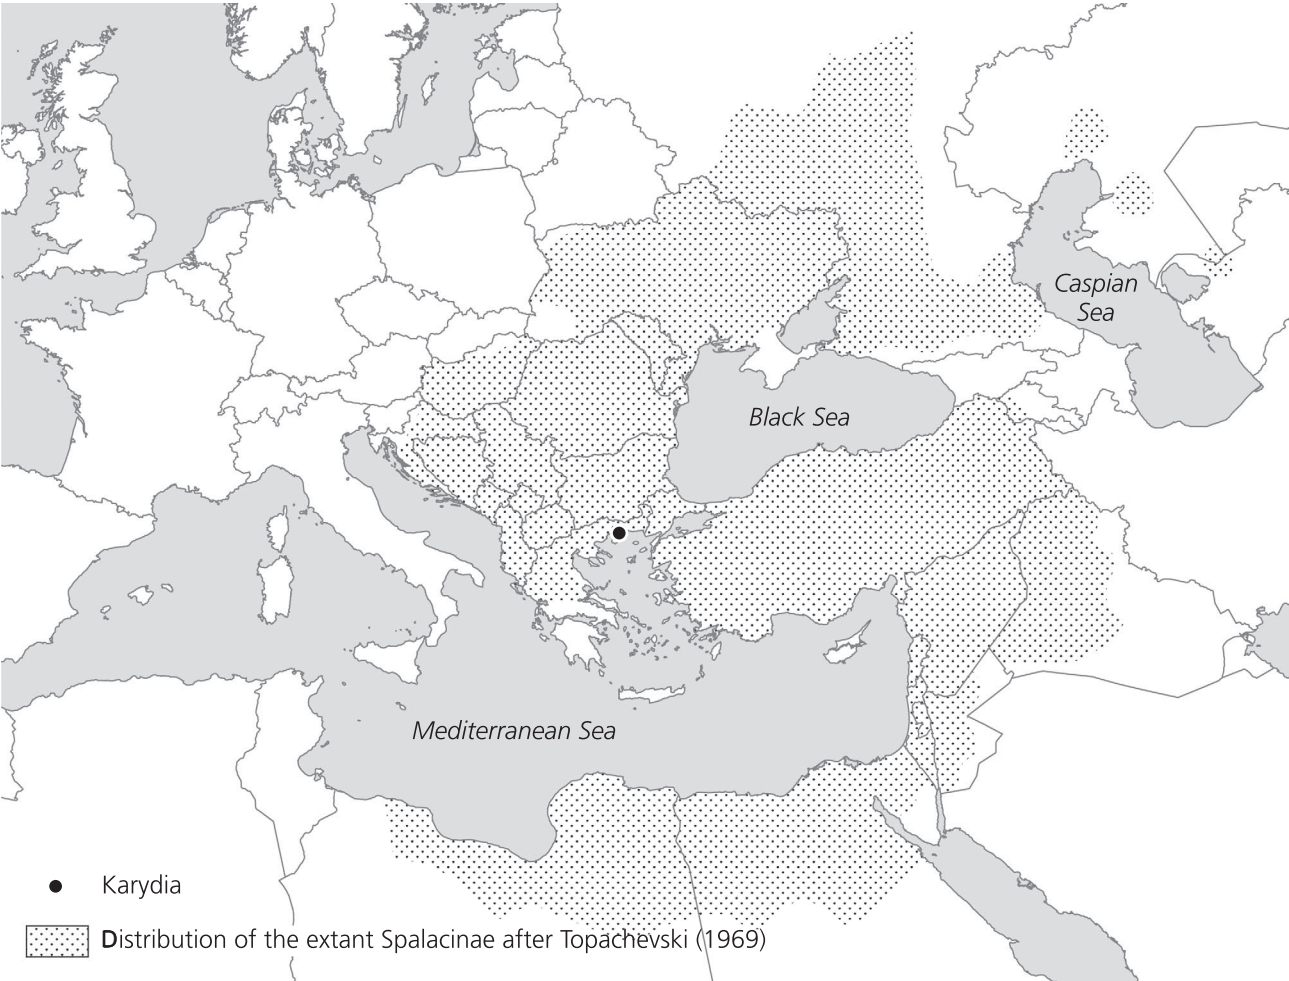 Caspian
Sea
Black Sea
Mediterranean Sea
Karydia
Distribution of the extant Spalacinae after Topachevski (1969)